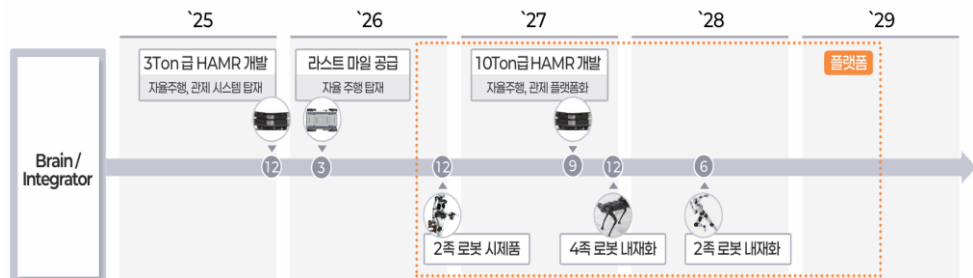 `25
`26
`27
`28
`29
3Ton 급 HAMR 개발
자율주행, 관제 시스템 탑재
라스트 마일 공급
자율 주행 탑재
10Ton급 HAMR 개발
자율주행, 관제 플랫폼화
플랫폼
Brain /
Integrator
12
3
12
9
12
6
2족 로봇 시제품
4족 로봇 내재화
2족 로봇 내재화